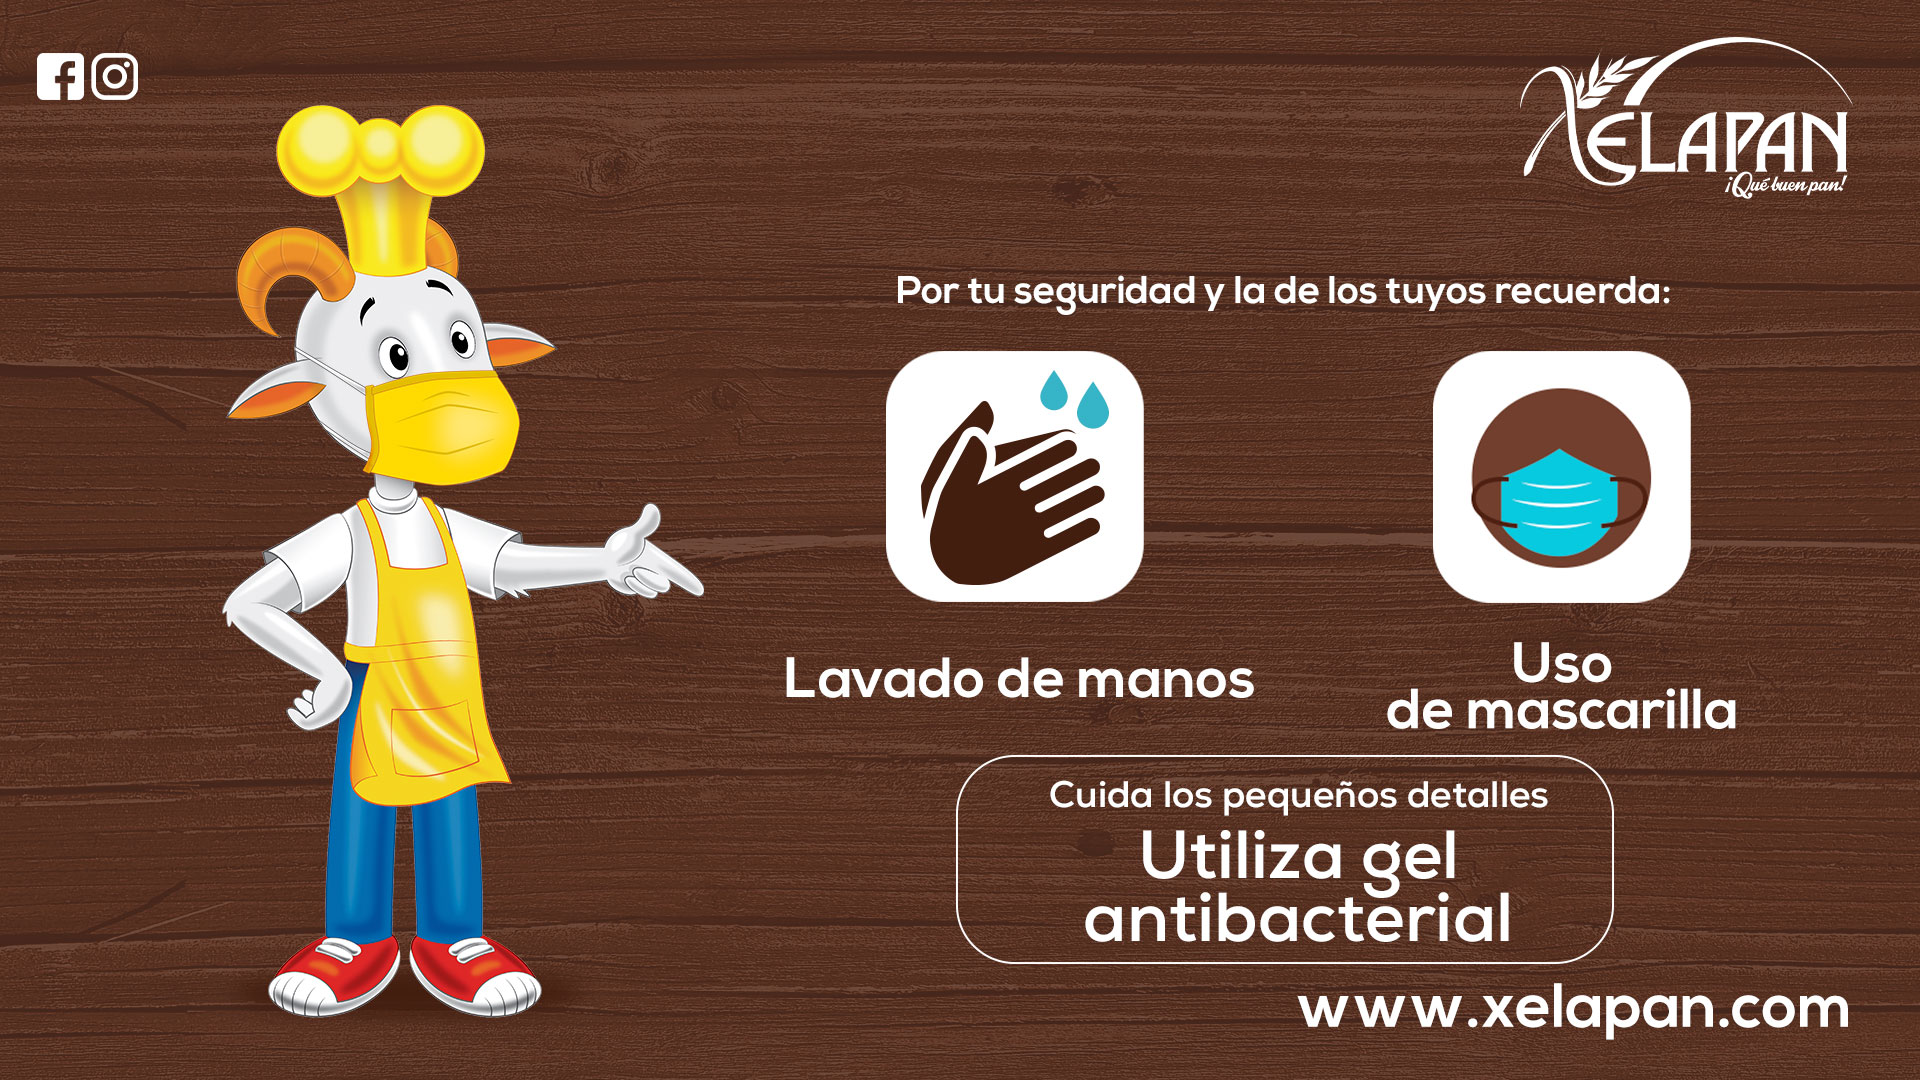 XELAPAN
¡Qué buen pan!
Por tu seguridad y la de los tuyos recuerda:
Lavado de manos
Uso
de mascarilla
Cuida los pequeños detalles
Utiliza gel
antibacterial
www.xelapan.com